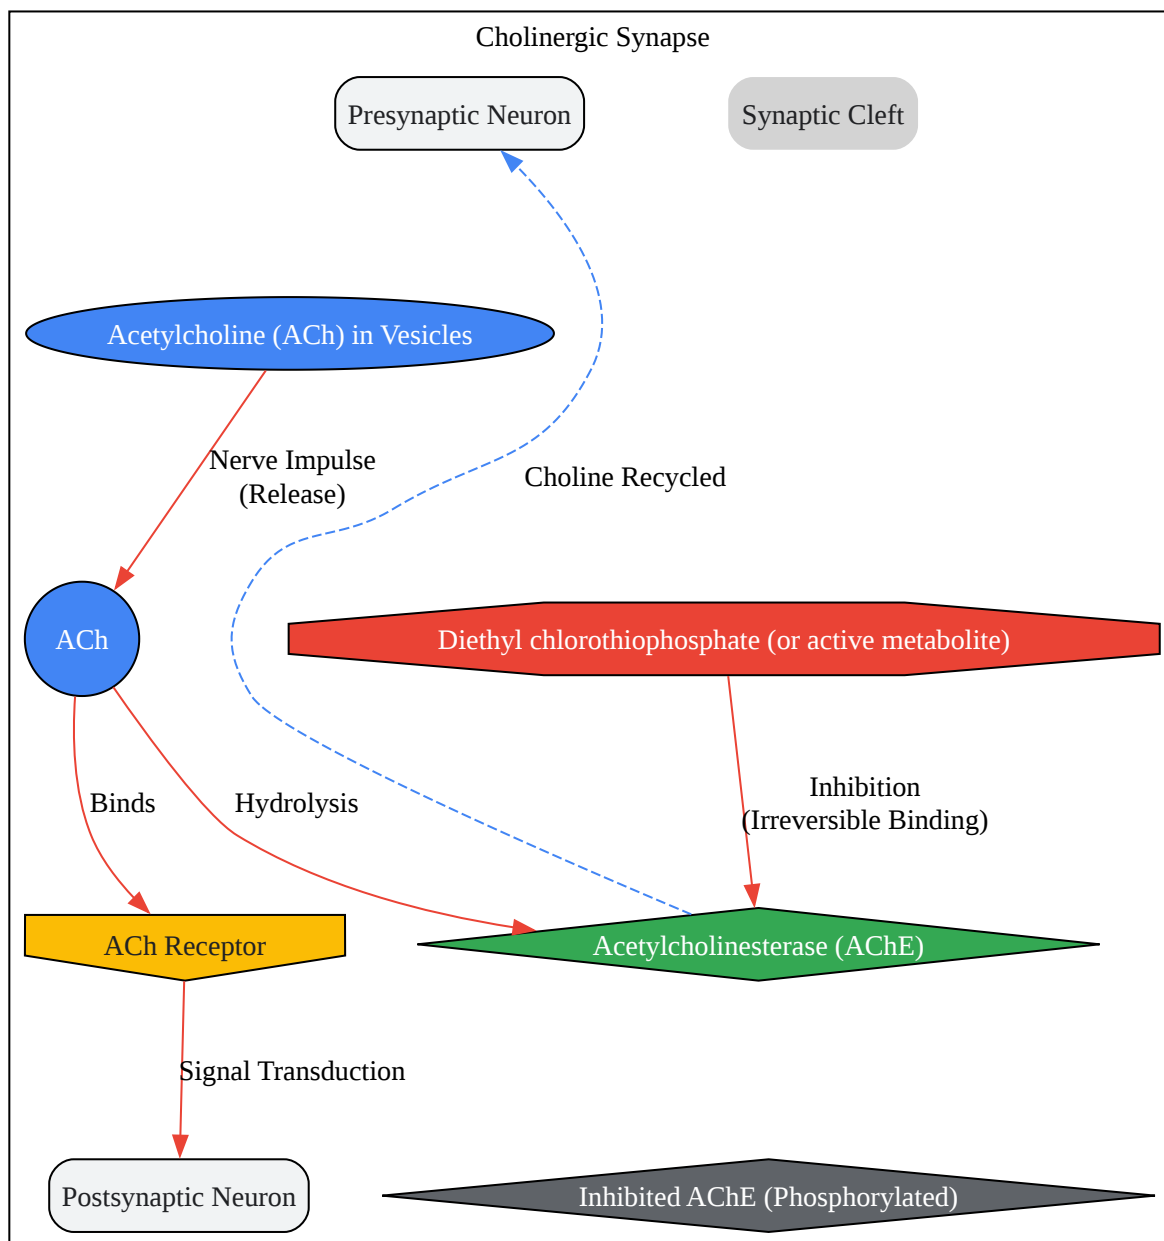 Cholinergic Synapse
Presynaptic Neuron
Synaptic Cleft
Acetylcholine (ACh) in Vesicles
Nerve Impulse
(Release)
Choline Recycled
ACh
Diethyl chlorothiophosphate (or active metabolite)
Binds
Hydrolysis
Inhibition
(Irreversible Binding)
ACh Receptor
Acetylcholinesterase (AChE)
Signal Transduction
Postsynaptic Neuron
Inhibited AChE (Phosphorylated)